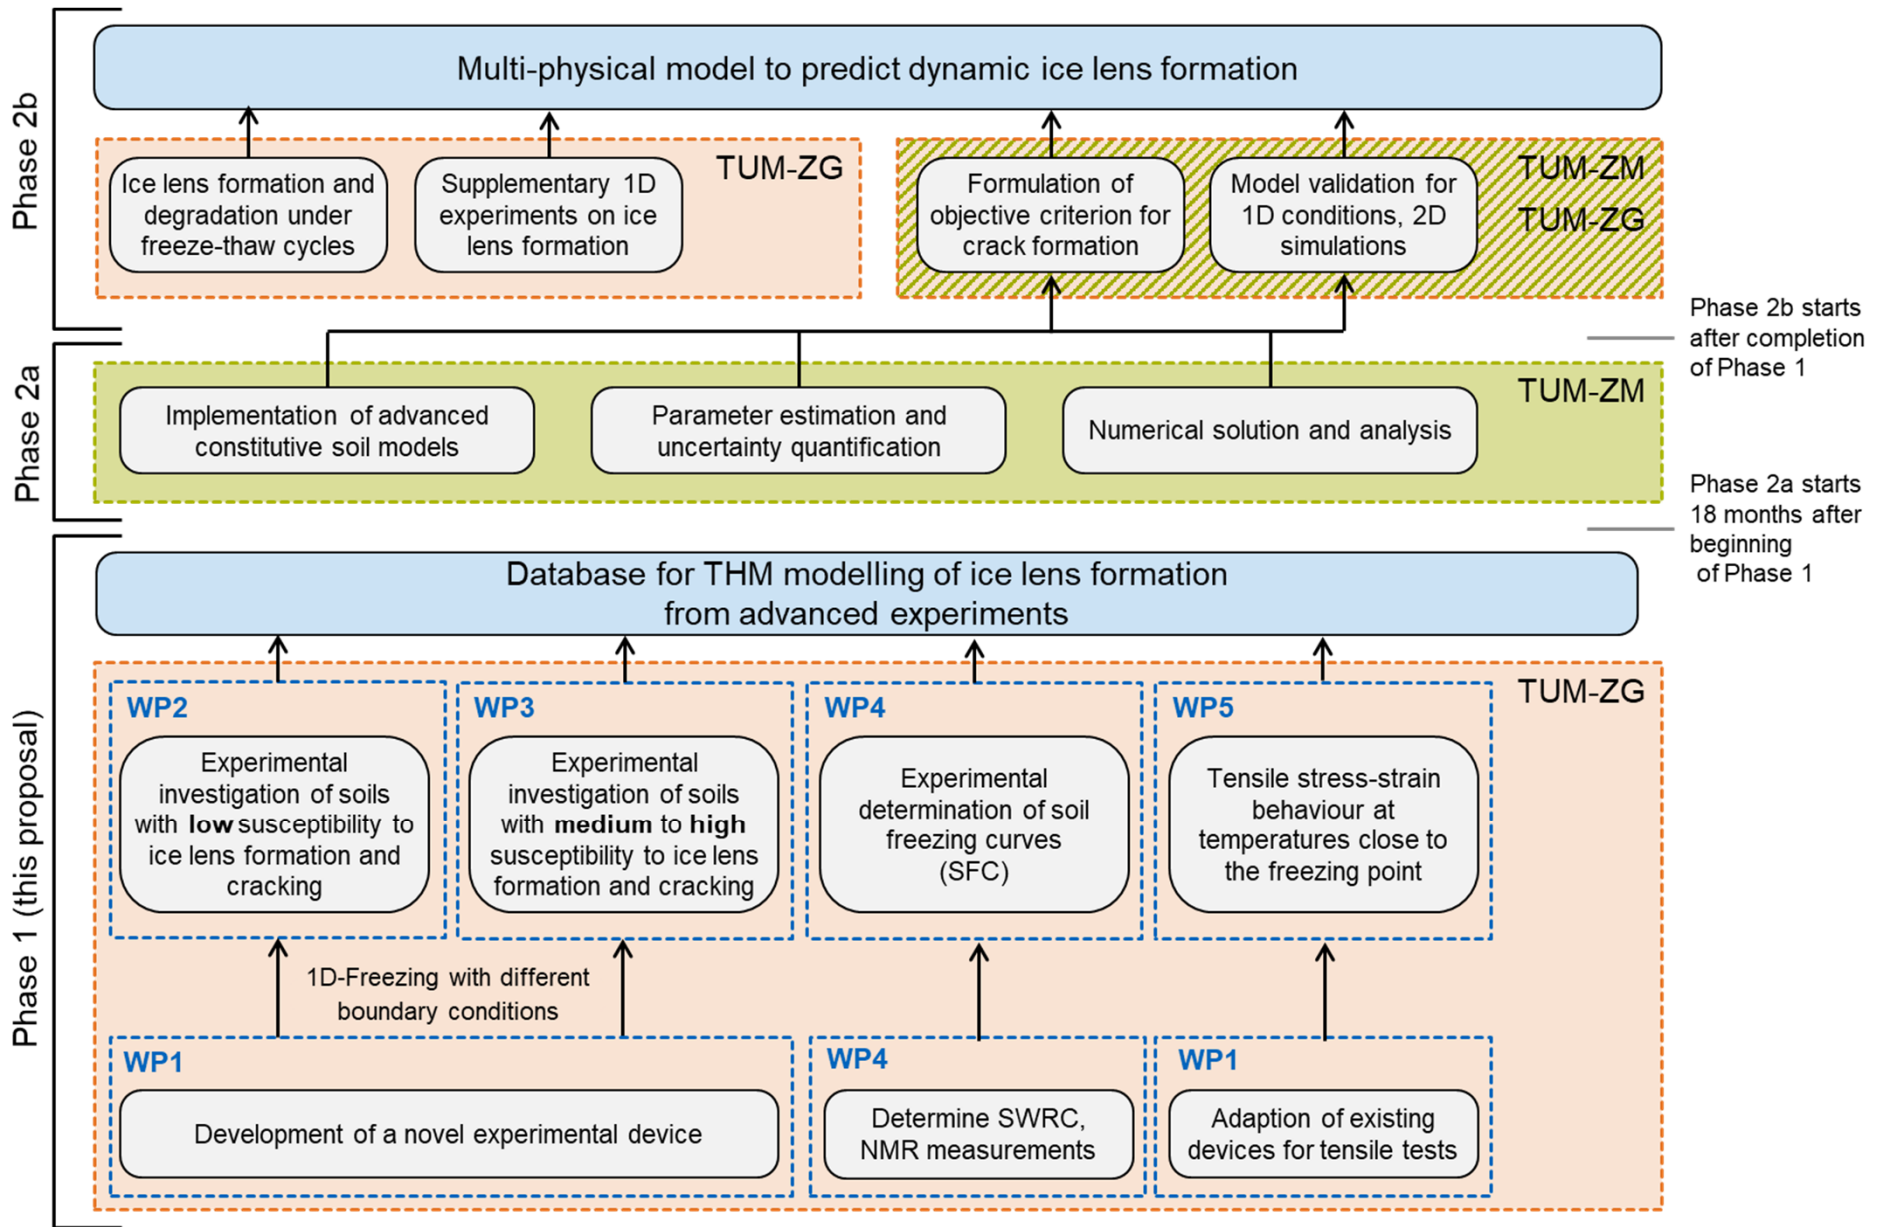 Phase 2b
Multi-physical model to predict dynamic ice lens formation
TUM-ZG
Ice lens formation and
degradation under
freeze-thaw cycles
Supplementary 1D
experiments on ice
lens formation
Formulation of
objective criterion for
crack formation
Model validation for
1D conditions, 2D
simulations
TUM-ZM
TUM-ZG
Phase 2b starts
after completion
of Phase 1
Phase 2a
TUM-ZM
Implementation of advanced
constitutive soil models
Parameter estimation and
uncertainty quantification
Numerical solution and analysis
Phase 2a starts
18 months after
beginning
of Phase 1
Phase 1 (this proposal)
Database for THM modelling of ice lens formation
from advanced experiments
TUM-ZG
WP2
Experimental
investigation of soils
with low susceptibility to
ice lens formation and
cracking
WP3
Experimental
investigation of soils
with medium to high
susceptibility to ice lens
formation and cracking
WP4
Experimental
determination of soil
freezing curves
(SFC)
WP5
Tensile stress-strain
behaviour at
temperatures close to
the freezing point
1D-Freezing with different
boundary conditions
WP1
Development of a novel experimental device
WP4
Determine SWRC,
NMR measurements
WP1
Adaption of existing
devices for tensile tests